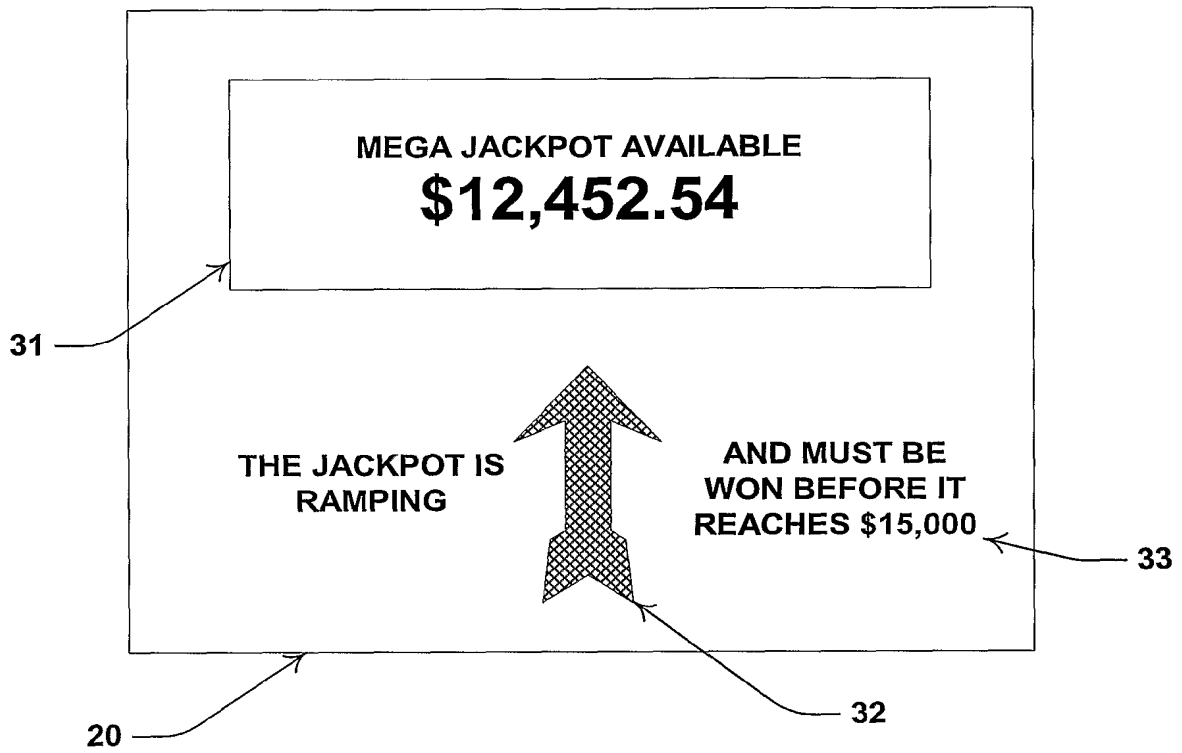 MEGA JACKPOT AVAILABLE
$12,452.54
31
THE JACKPOT IS
RAMPING
AND MUST BE
WON BEFORE IT
REACHES $15,000
33
32
20